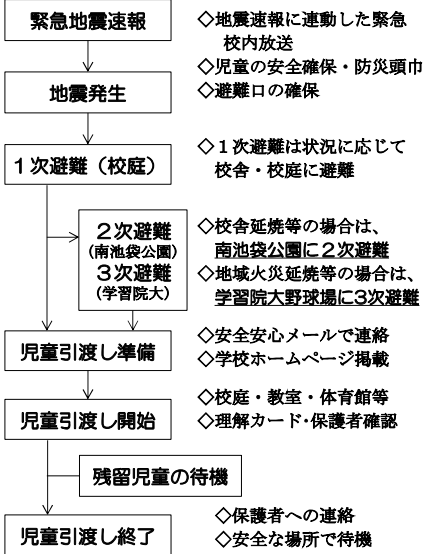 緊急地震速報
◇地震速報に連動した緊急
校内放送
◇児童の安全確保・防災頭巾
地震発生
◇避難口の確保
１次避難（校庭）
◇１次避難は状況に応じて
校舎・校庭に避難
２次避難
(南池袋公園)
３次避難
(学習院大)
◇校舎延焼等の場合は、
南池袋公園に２次避難
◇地域火災延焼等の場合は、
学習院大野球場に3次避難
児童引渡し準備
◇安全安心メールで連絡
◇学校ホームページ掲載
児童引渡し開始
◇校庭・教室・体育館等
◇理解カード･保護者確認
残留児童の待機
児童引渡し終了
◇保護者への連絡
◇安全な場所で待機